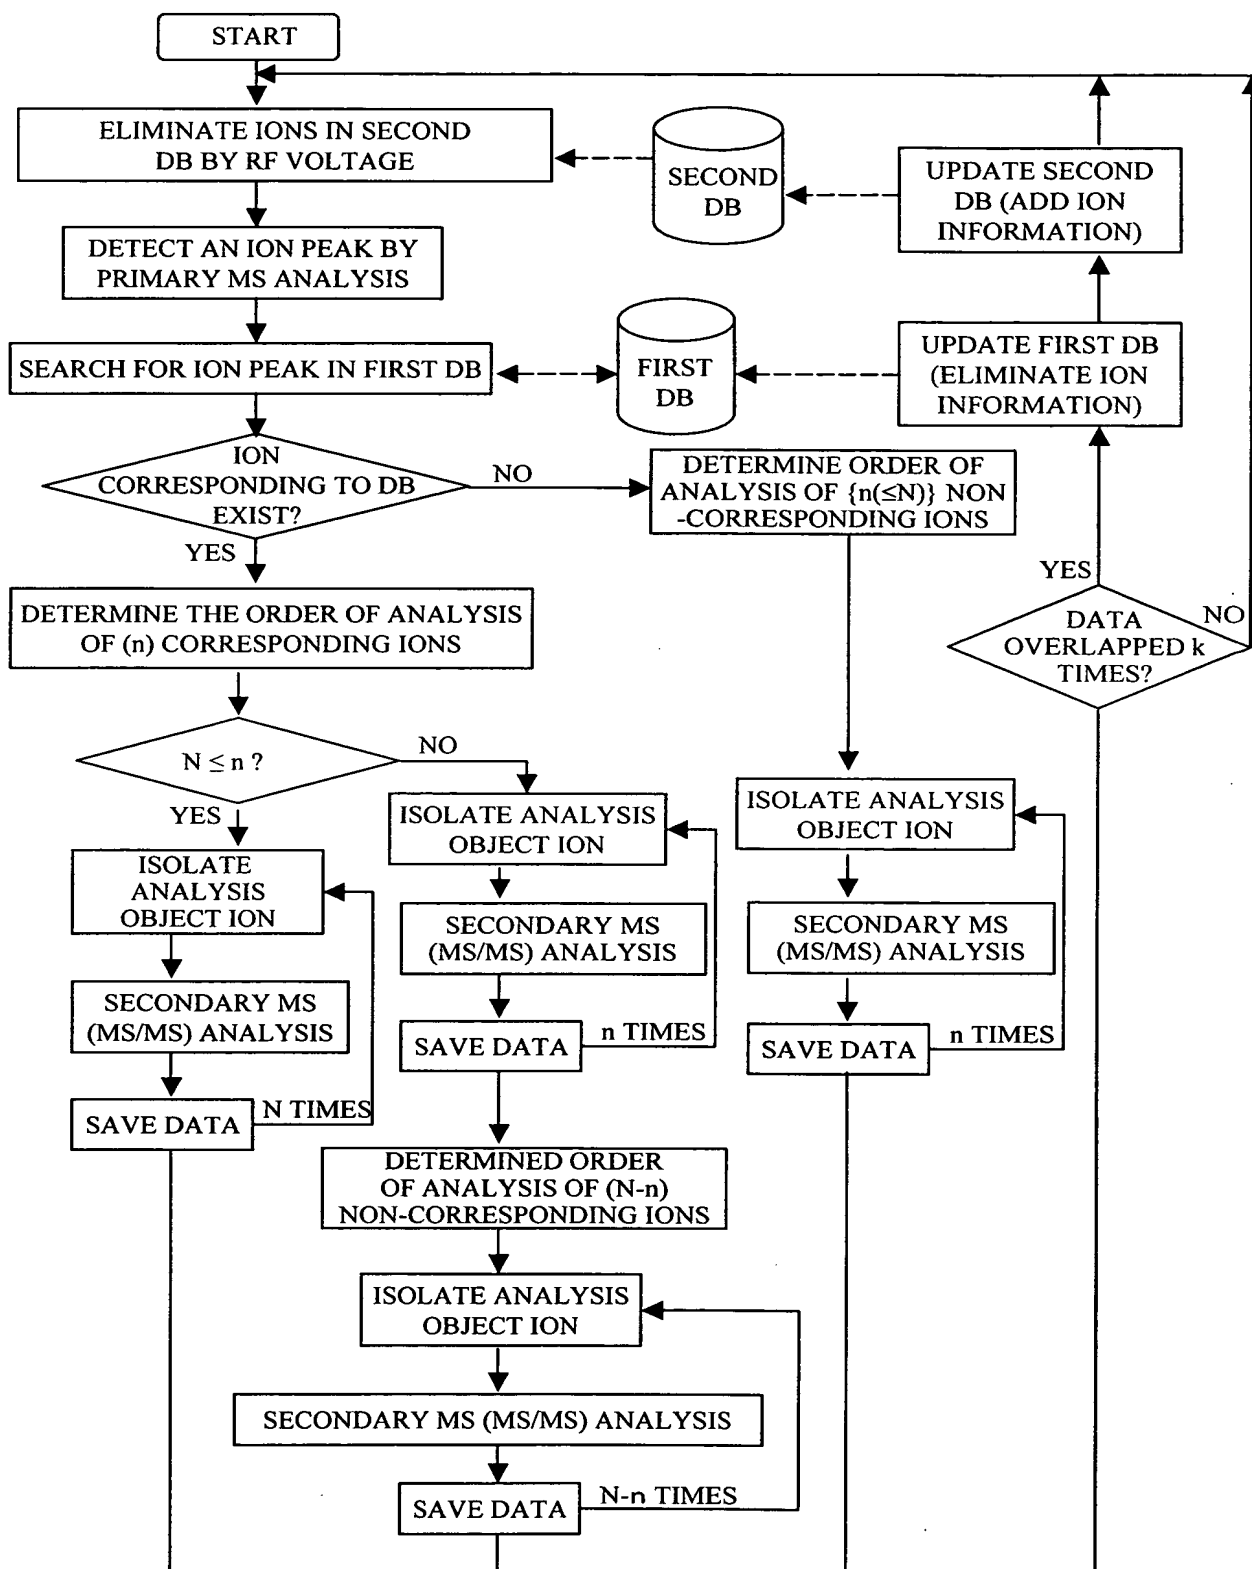 START
ELIMINATE IONS IN SECOND
DB BY RF VOLTAGE
SECOND
DB
UPDATE SECOND
DB (ADD ION
INFORMATION)
DETECT AN ION PEAK BY
PRIMARY MS ANALYSIS
SEARCH FOR ION PEAK IN FIRST DB
FIRST
DB
UPDATE FIRST DB
(ELIMINATE ION
INFORMATION)
ION
CORRESPONDING TO DB
EXIST?
NO
YES
DETERMINE ORDER OF
ANALYSIS OF {n(≤N)} NON
-CORRESPONDING IONS
YES
NO
DATA
OVERLAPPED k
TIMES?
DETERMINE THE ORDER OF ANALYSIS
OF (n) CORRESPONDING IONS
N ≤ n ?
NO
YES
ISOLATE
ANALYSIS
OBJECT ION
SECONDARY MS
(MS/MS) ANALYSIS
SAVE DATA
N TIMES
ISOLATE ANALYSIS
OBJECT ION
SECONDARY MS
(MS/MS) ANALYSIS
SAVE DATA
n TIMES
DETERMINED ORDER
OF ANALYSIS OF (N-n)
NON-CORRESPONDING IONS
ISOLATE ANALYSIS
OBJECT ION
SECONDARY MS (MS/MS) ANALYSIS
SAVE DATA
N-n TIMES
ISOLATE ANALYSIS
OBJECT ION
SECONDARY MS
(MS/MS) ANALYSIS
SAVE DATA
n TIMES